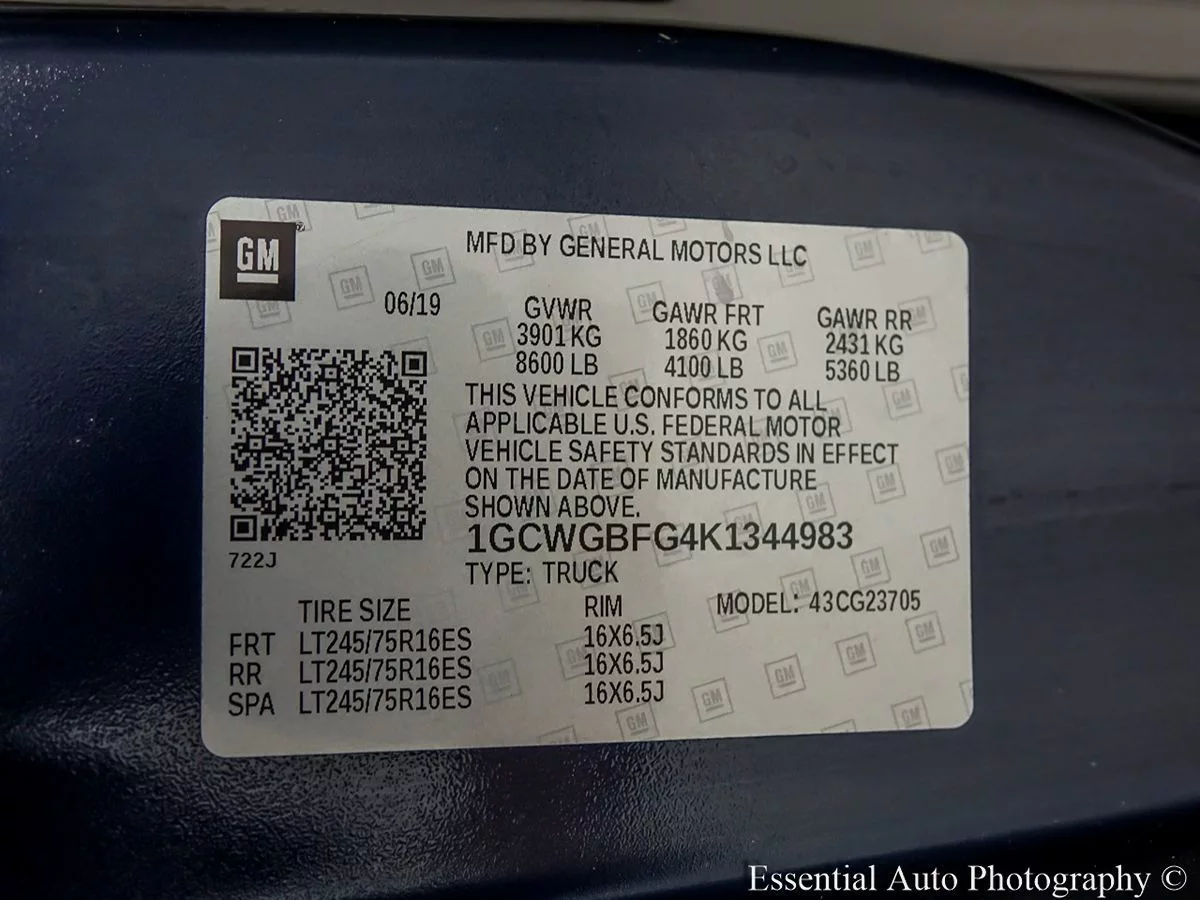 GM
MFD BY GENERAL MOTORS LLC
06/19 GVWR GAWR FRT GAWR RR
3901 KG 1860 KG 2431 KG
8600 LB 4100 LB 5360 LB
THIS VEHICLE CONFORMS TO ALL
APPLICABLE U.S. FEDERAL MOTOR
VEHICLE SAFETY STANDARDS IN EFFECT
ON THE DATE OF MANUFACTURE
SHOWN ABOVE.
1GCWGBFG4K1344983
722J
TYPE: TRUCK
TIRE SIZE RIM MODEL: 43CG23705
FRT LT245/75R16ES 16X6.5J
RR LT245/75R16ES 16X6.5J
SPA LT245/75R16ES 16X6.5J
Essential Auto Photography ©